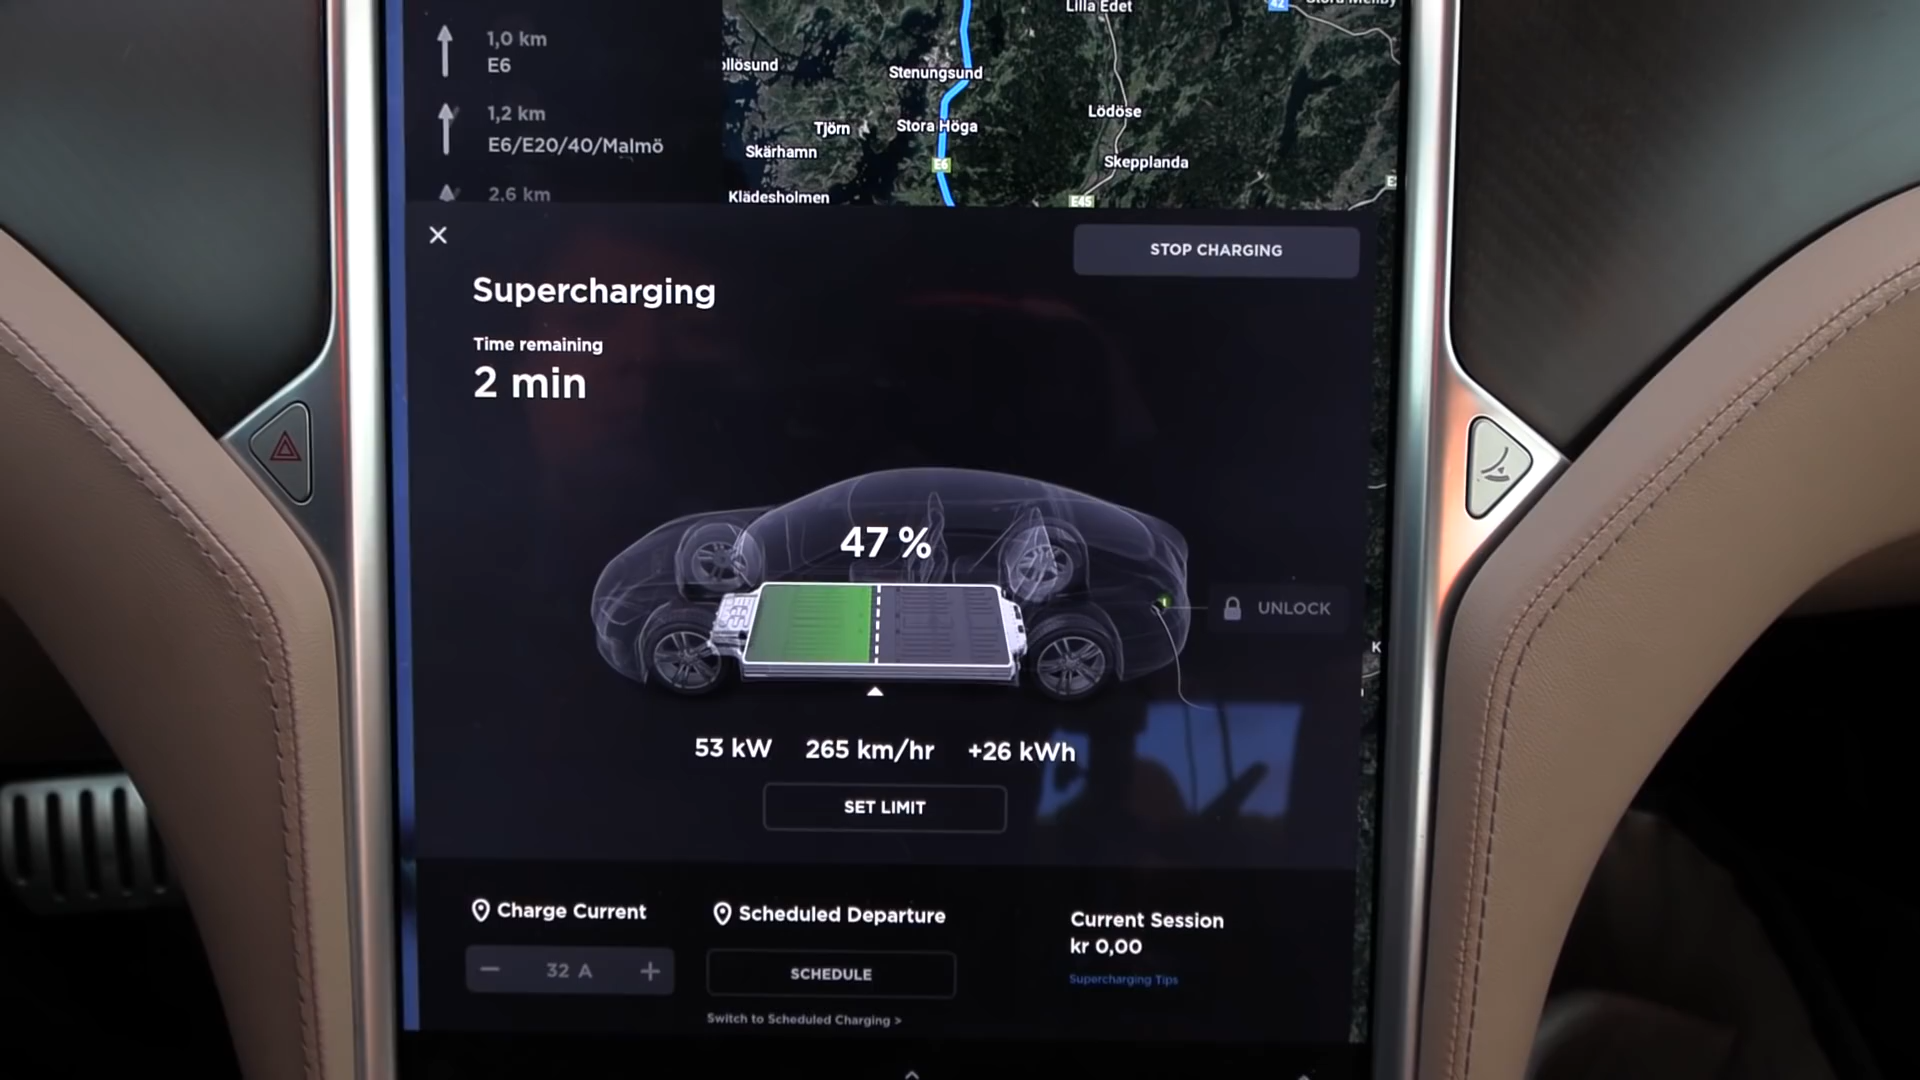 1,0 km
E6
1,2 km
E6/E20/40/Malmö
2,6 km
Lilla Edet
42
Stenungsund
Lödöse
Tjörn
Stora Höga
Skärhamn
E6
Skepplanda
Klädesholmen
E45
STOP CHARGING
Supercharging
Time remaining
2 min
47 %
UNLOCK
53 kW 265 km/hr +26 kWh
SET LIMIT
Charge Current
32 A
Scheduled Departure
SCHEDULE
Switch to Scheduled Charging >
Current Session
kr 0,00
Supercharging Tips